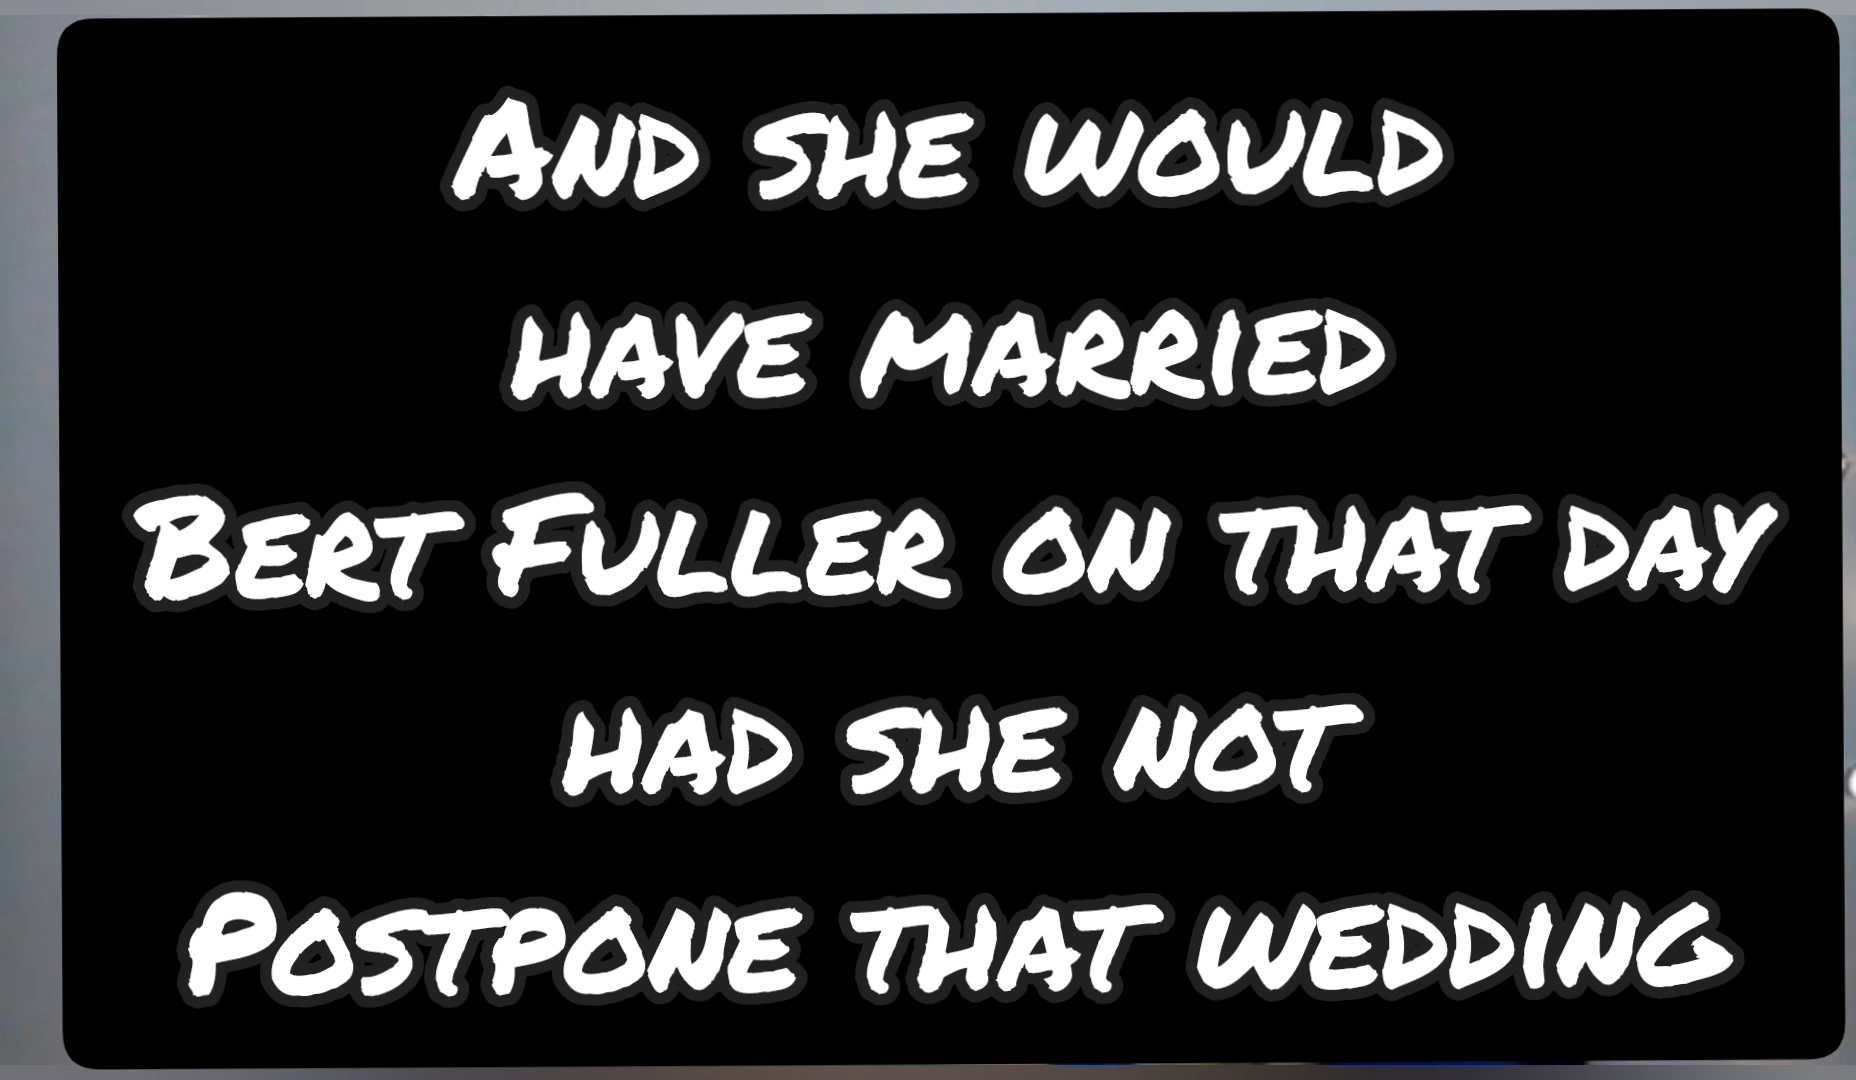 And she would
have married
Bert Fuller on that day
had she not
Postpone that wedding